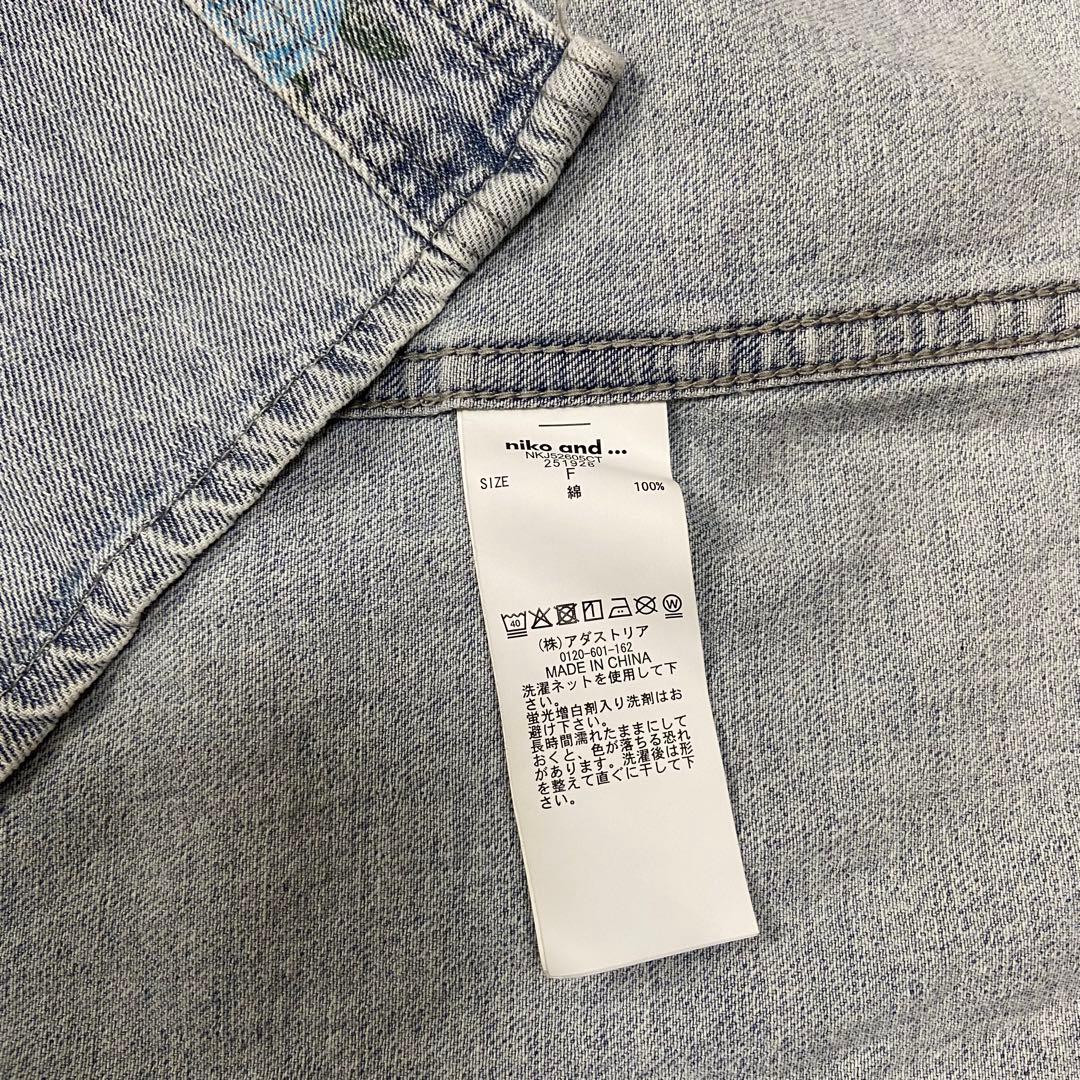 niko and ...
NKJ52605CT
251926
SIZE F
綿 100%
40 W
(株)アダストリア
0120-601-162
MADE IN CHINA
洗濯ネットを使用して下
さい。
蛍光増白剤入り洗剤はお
避け下さい。
長時間濡れたままにして
おくと、色が落ちる恐れ
があります。洗濯後は形
を整えて直ぐに干して下
さい。